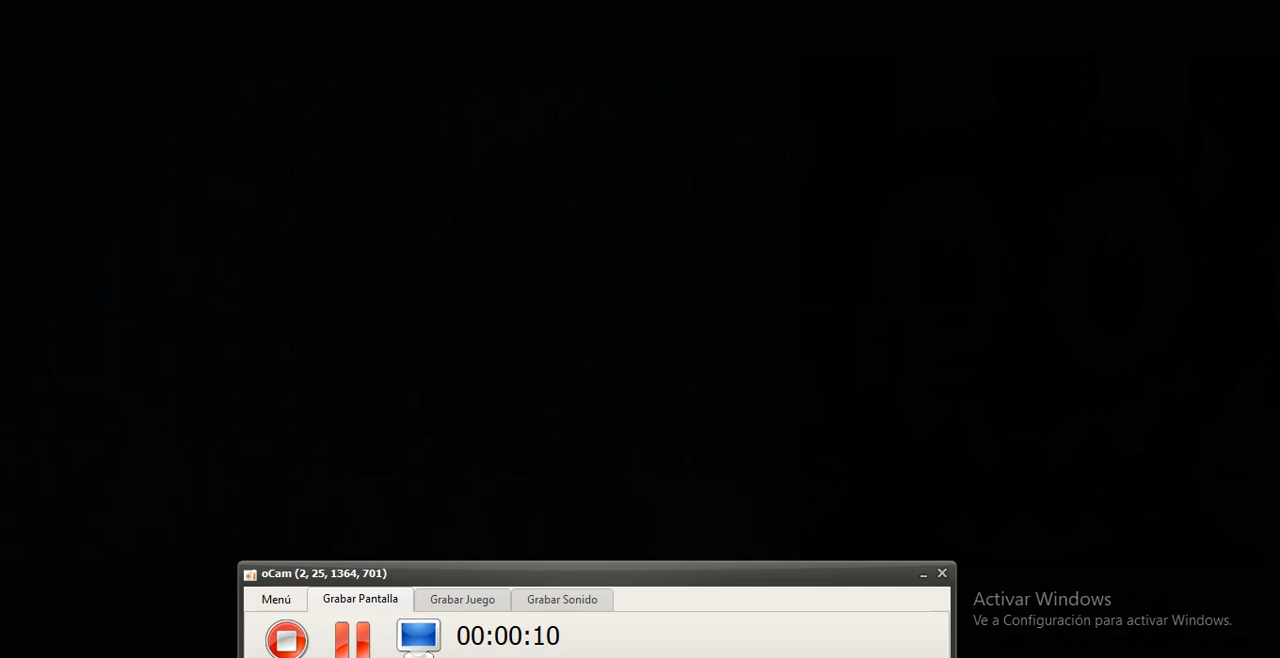 oCam (2, 25, 1364, 701)
Menú
Grabar Pantalla
Grabar Juego
Grabar Sonido
00:00:10
Activar Windows
Ve a Configuración para activar Windows.